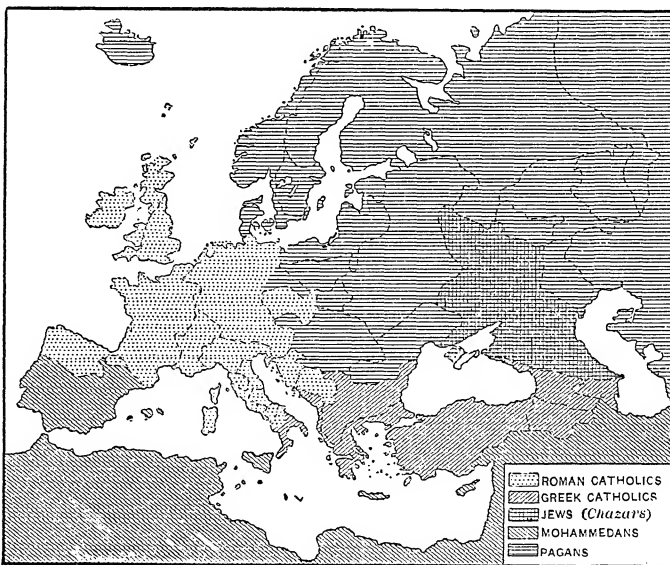 ROMAN CATHOLICS
GREEK CATHOLICS
JEWS (Chazars)
MOHAMMEDANS
PAGANS